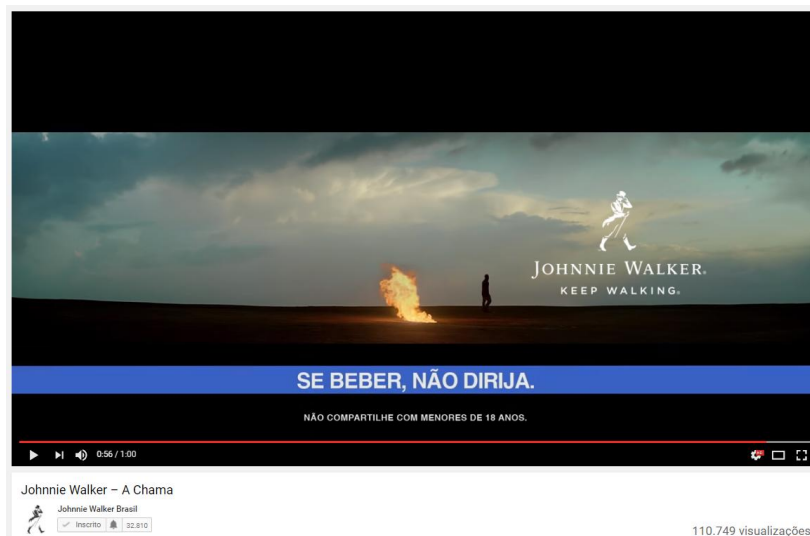 JOHNNIE WALKER.
KEEP WALKING.
SE BEBER, NÃO DIRIJA.
NÃO COMPARTILHE COM MENORES DE 18 ANOS.
0:56 / 1:00
Johnnie Walker – A Chama
Johnnie Walker Brasil
Inscrito 32.810
110.749 visualizações